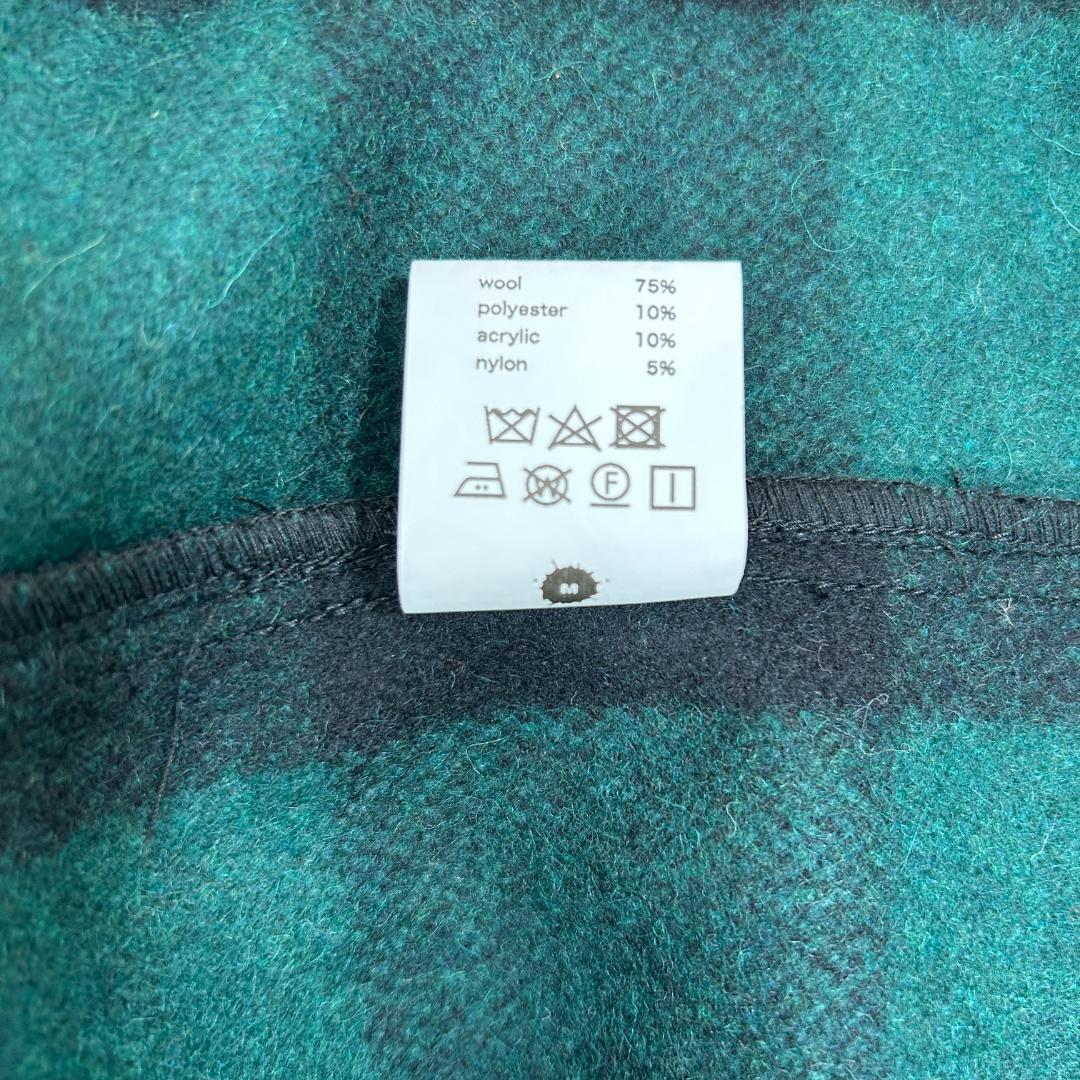 wool 75%
polyester 10%
acrylic 10%
nylon 5%
W F
M